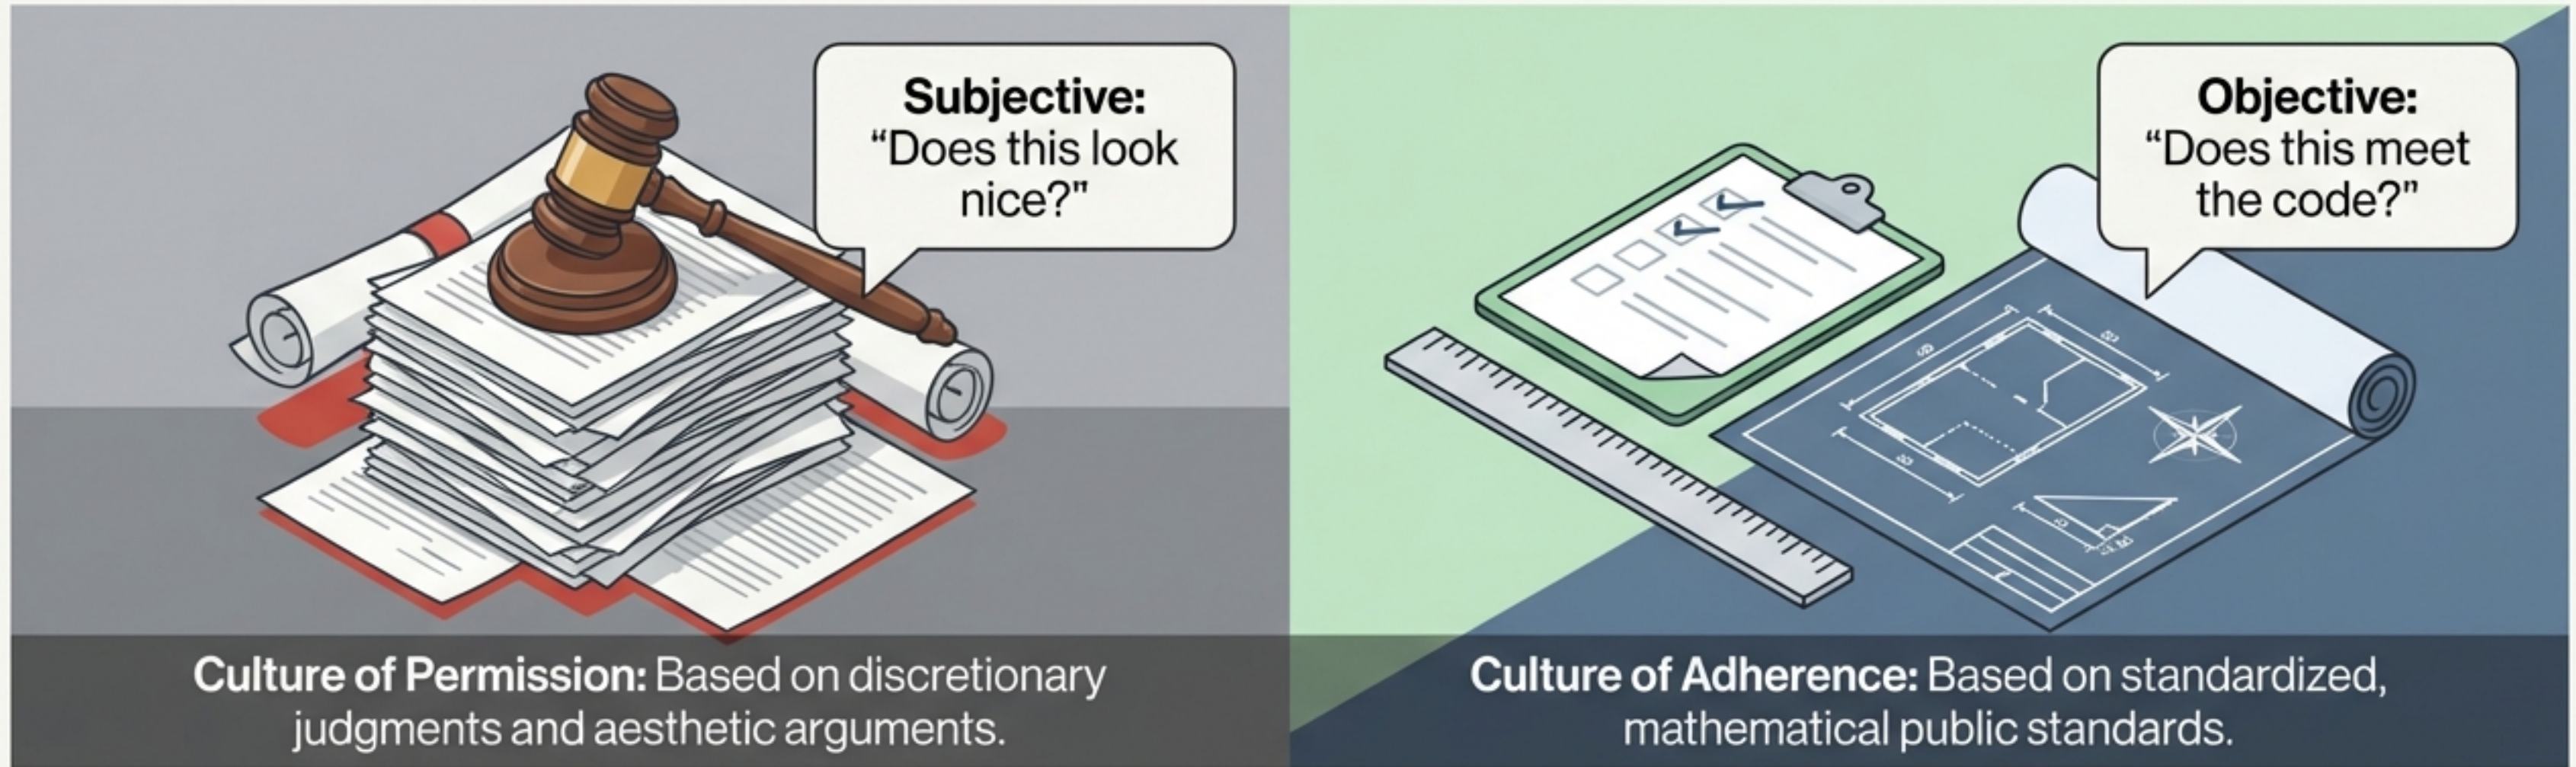 Subjective:
“Does this look
nice?”
Objective:
“Does this meet
the code?”
Culture of Permission: Based on discretionary
judgments and aesthetic arguments.
Culture of Adherence: Based on standardized,
mathematical public standards.